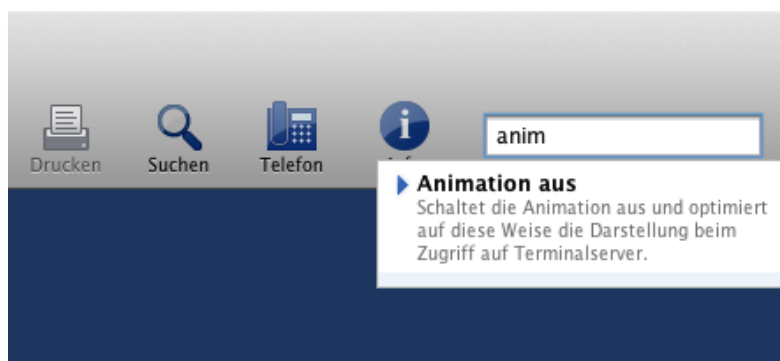 Drucken Suchen Telefon
anim
Animation aus
Schaltet die Animation aus und optimiert
auf diese Weise die Darstellung beim
Zugriff auf Terminalserver.